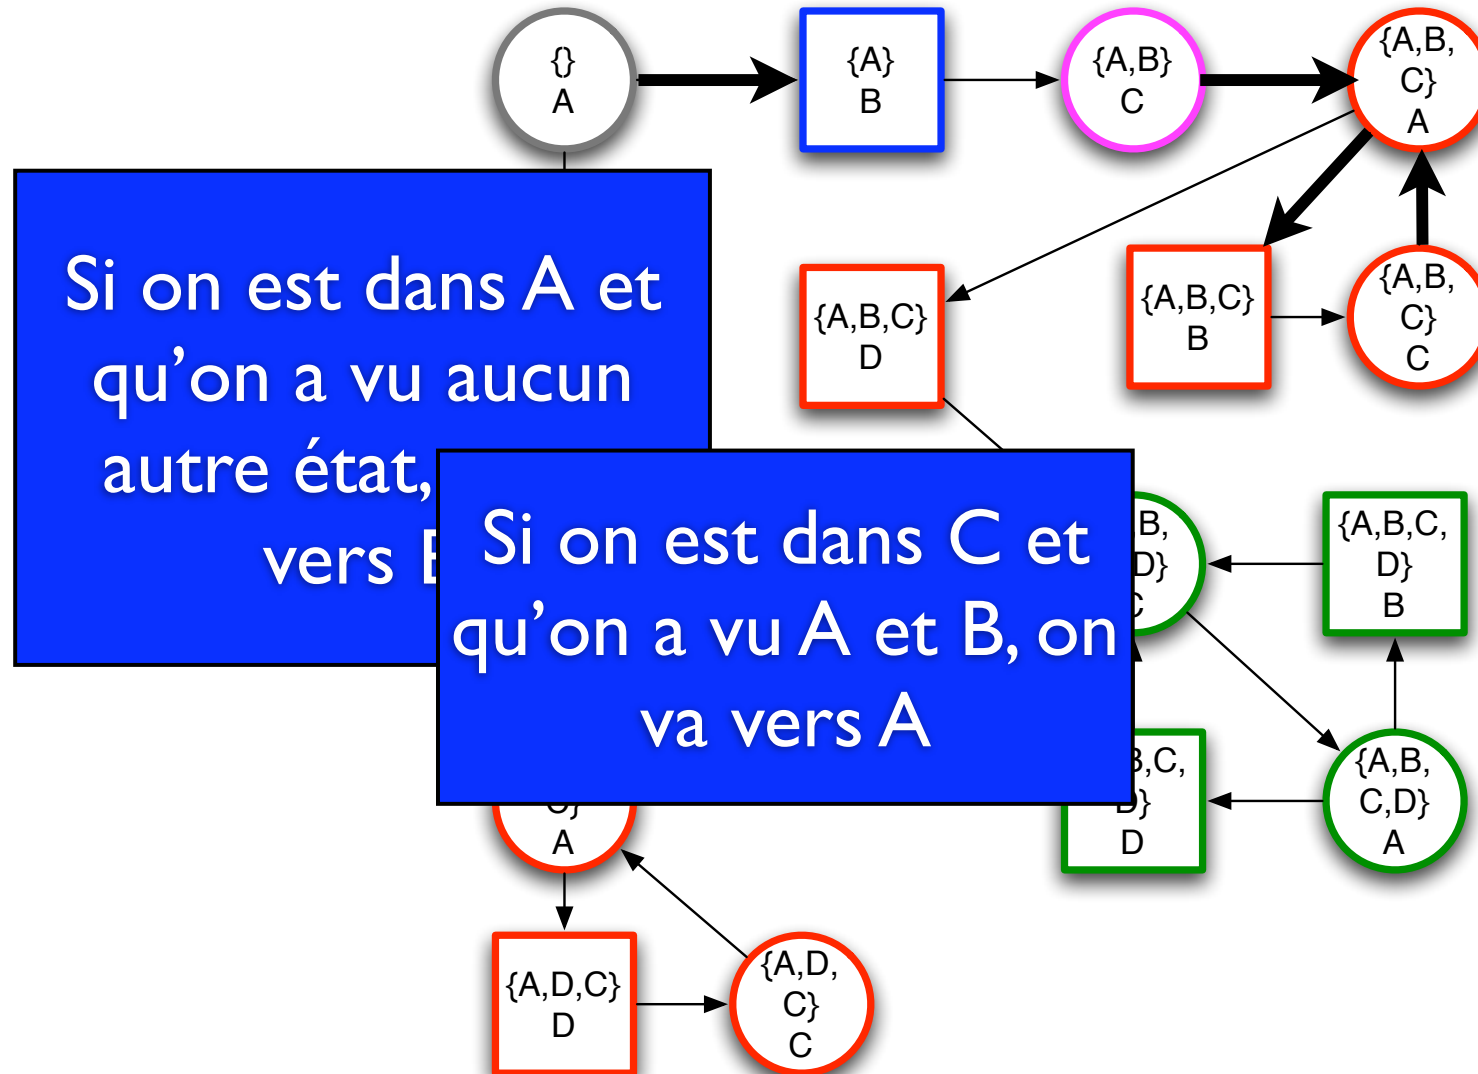 {}
A
{A}
B
{A,B}
C
{A,B,
C}
A
Si on est dans A et
qu’on a vu aucun
autre état,
vers
{A,B,C}
D
{A,B,C}
B
{A,B,
C}
C
Si on est dans C et
qu’on a vu A et B, on
va vers A
B,
D}
{A,B,C,
D}
B
B,C,
D}
D
{A,B,
C,D}
A
A
{A,D,C}
D
{A,D,
C}
C